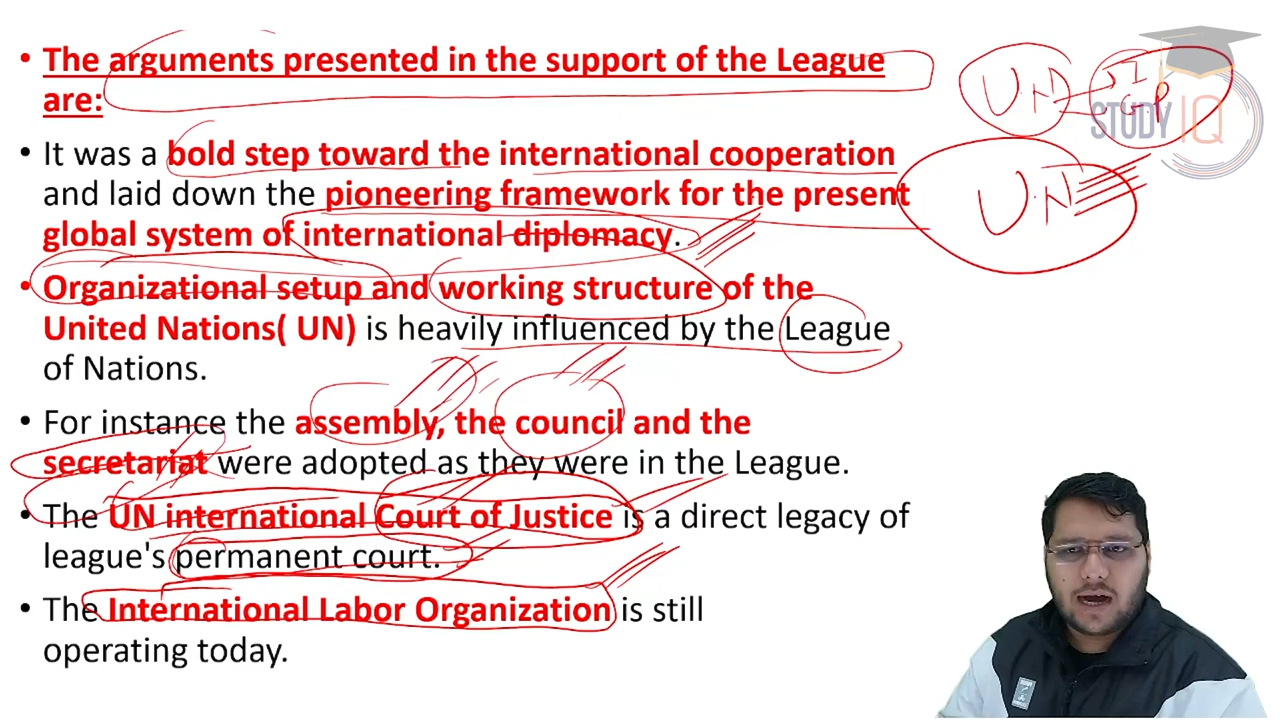 • The arguments presented in the support of the League
are:
• It was a bold step toward the international cooperation
and laid down the pioneering framework for the present
global system of international diplomacy.
• Organizational setup and working structure of the
United Nations( UN) is heavily influenced by the League
of Nations.
• For instance the assembly, the council and the
secretariat were adopted as they were in the League.
• The UN international Court of Justice is a direct legacy of
league's permanent court.
• The International Labor Organization is still
operating today.
UN
GP
STUDY IQ
UN